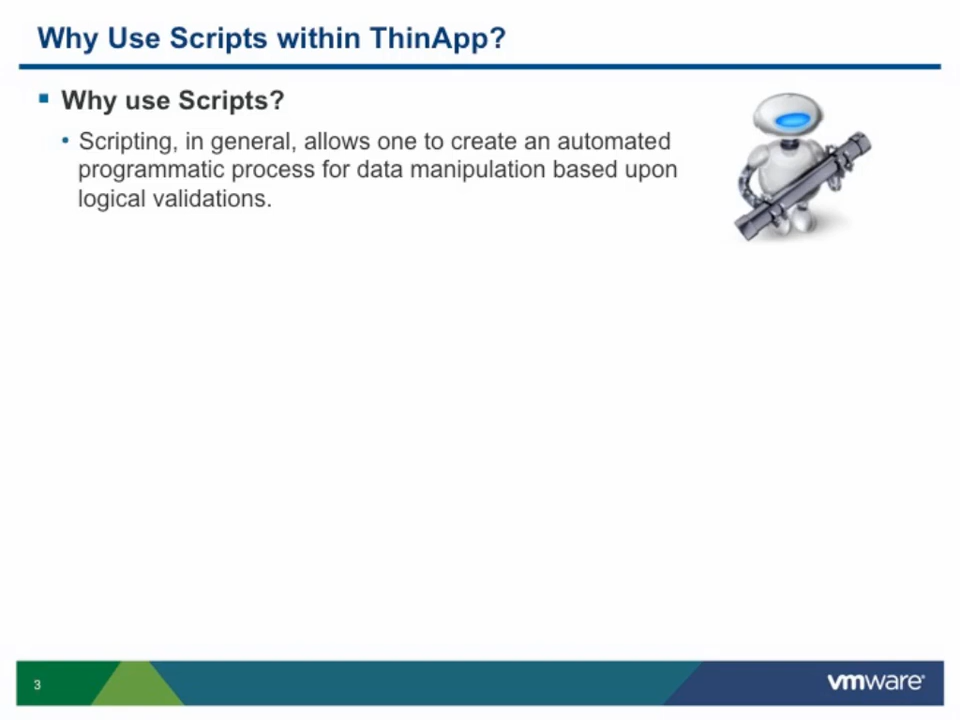 Why Use Scripts within ThinApp?
Why use Scripts?
Scripting, in general, allows one to create an automated
programmatic process for data manipulation based upon
logical validations.
3
vmware®